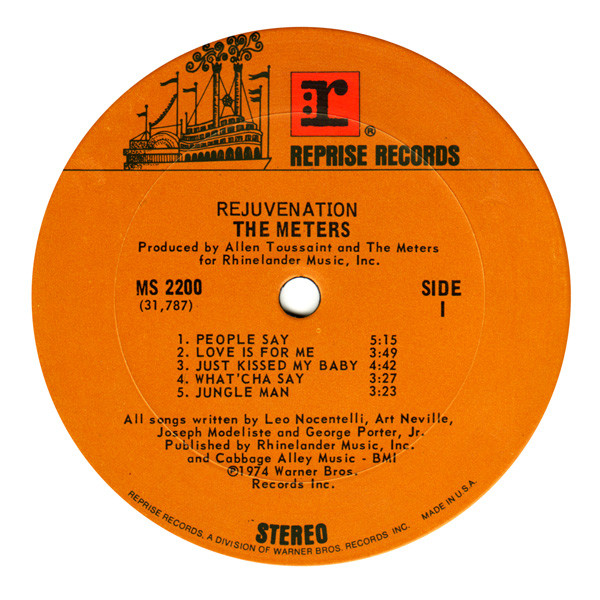 r
®
REPRISE RECORDS
REJUVENATION
THE METERS
Produced by Allen Toussaint and The Meters
for Rhinelander Music, Inc.
MS 2200
(31,787)
SIDE
I
1. PEOPLE SAY 5:15
2. LOVE IS FOR ME 3:49
3. JUST KISSED MY BABY 4:42
4. WHAT'CHA SAY 3:27
5. JUNGLE MAN 3:23
All songs written by Leo Nocentelli, Art Neville,
Joseph Modeliste and George Porter, Jr.
Published by Rhinelander Music, Inc.
and Cabbage Alley Music - BMI
℗1974 Warner Bros.
Records Inc.
STEREO
REPRISE RECORDS, A DIVISION OF WARNER BROS. RECORDS INC. MADE IN U.S.A.